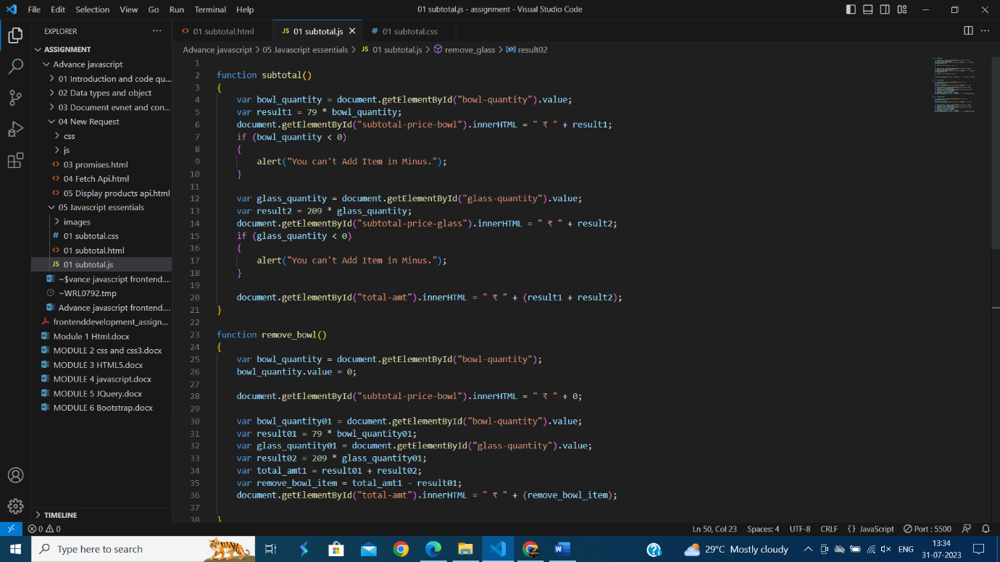 File Edit Selection View Go Run Terminal Help
01 subtotal.js - assignment - Visual Studio Code
EXPLORER
ASSIGNMENT
Advance javascript
01 Introduction and code qu...
02 Data types and object
03 Document evnet and con...
04 New Request
css
js
03 promises.html
04 Fetch Api.html
05 Display products api.html
05 Javascript essentials
images
# 01 subtotal.css
01 subtotal.html
JS 01 subtotal.js
~$vance javascript frontend....
~WRL0792.tmp
Advance javascript frontend....
frontenddevelopment_assign...
Module 1 Html.docx
MODULE 2 css and css3.docx
MODULE 3 HTML5.docx
MODULE 4 javascript.docx
MODULE 5 JQuery.docx
MODULE 6 Bootstrap.docx
TIMELINE
<> 01 subtotal.html JS 01 subtotal.js # 01 subtotal.css
Advance javascript > 05 Javascript essentials > JS 01 subtotal.js > remove_glass > result02
1
2 function subtotal()
3 {
4 var bowl_quantity = document.getElementById("bowl-quantity").value;
5 var result1 = 79 * bowl_quantity;
6 document.getElementById("subtotal-price-bowl").innerHTML = " ₹ " + result1;
7 if (bowl_quantity < 0)
8 {
9 alert("You can't Add Item in Minus.");
10 }
11
12 var glass_quantity = document.getElementById("glass-quantity").value;
13 var result2 = 209 * glass_quantity;
14 document.getElementById("subtotal-price-glass").innerHTML = " ₹ " + result2;
15 if (glass_quantity < 0)
16 {
17 alert("You can't Add Item in Minus.");
18 }
19
20 document.getElementById("total-amt").innerHTML = " ₹ " + (result1 + result2);
21 }
22
23 function remove_bowl()
24 {
25 var bowl_quantity = document.getElementById("bowl-quantity");
26 bowl_quantity.value = 0;
27
28 document.getElementById("subtotal-price-bowl").innerHTML = " ₹ " + 0;
29
30 var bowl_quantity01 = document.getElementById("bowl-quantity").value;
31 var result01 = 79 * bowl_quantity01;
32 var glass_quantity01 = document.getElementById("glass-quantity").value;
33 var result02 = 209 * glass_quantity01;
34 var total_amt1 = result01 + result02;
35 var remove_bowl_item = total_amt1 - result01;
36 document.getElementById("total-amt").innerHTML = " ₹ " + (remove_bowl_item);
37
38 }
0 0 Ln 50, Col 23 Spaces: 4 UTF-8 CRLF {} JavaScript Port : 5500
Type here to search
29°C Mostly cloudy
ENG
13:34
31-07-2023